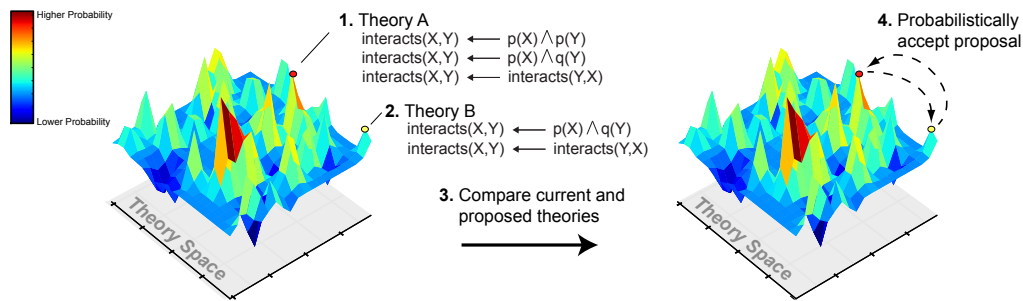 Higher Probability
Lower Probability
1. Theory A
interacts(X,Y) ← p(X) ∧ p(Y)
interacts(X,Y) ← p(X) ∧ q(Y)
interacts(X,Y) ← interacts(Y,X)
2. Theory B
interacts(X,Y) ← p(X) ∧ q(Y)
interacts(X,Y) ← interacts(Y,X)
3. Compare current and
proposed theories
Theory Space
4. Probabilistically
accept proposal
Theory Space